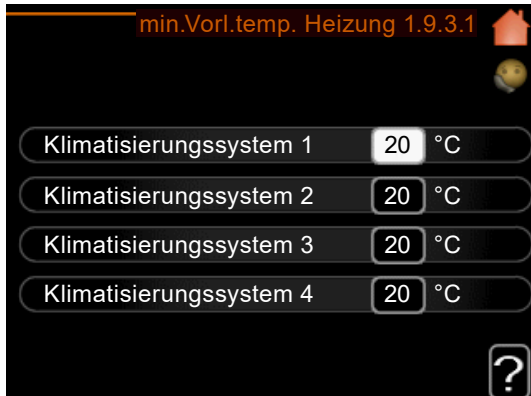 min.Vorl.temp. Heizung 1.9.3.1
Klimatisierungssystem 1 20 °C
Klimatisierungssystem 2 20 °C
Klimatisierungssystem 3 20 °C
Klimatisierungssystem 4 20 °C
?